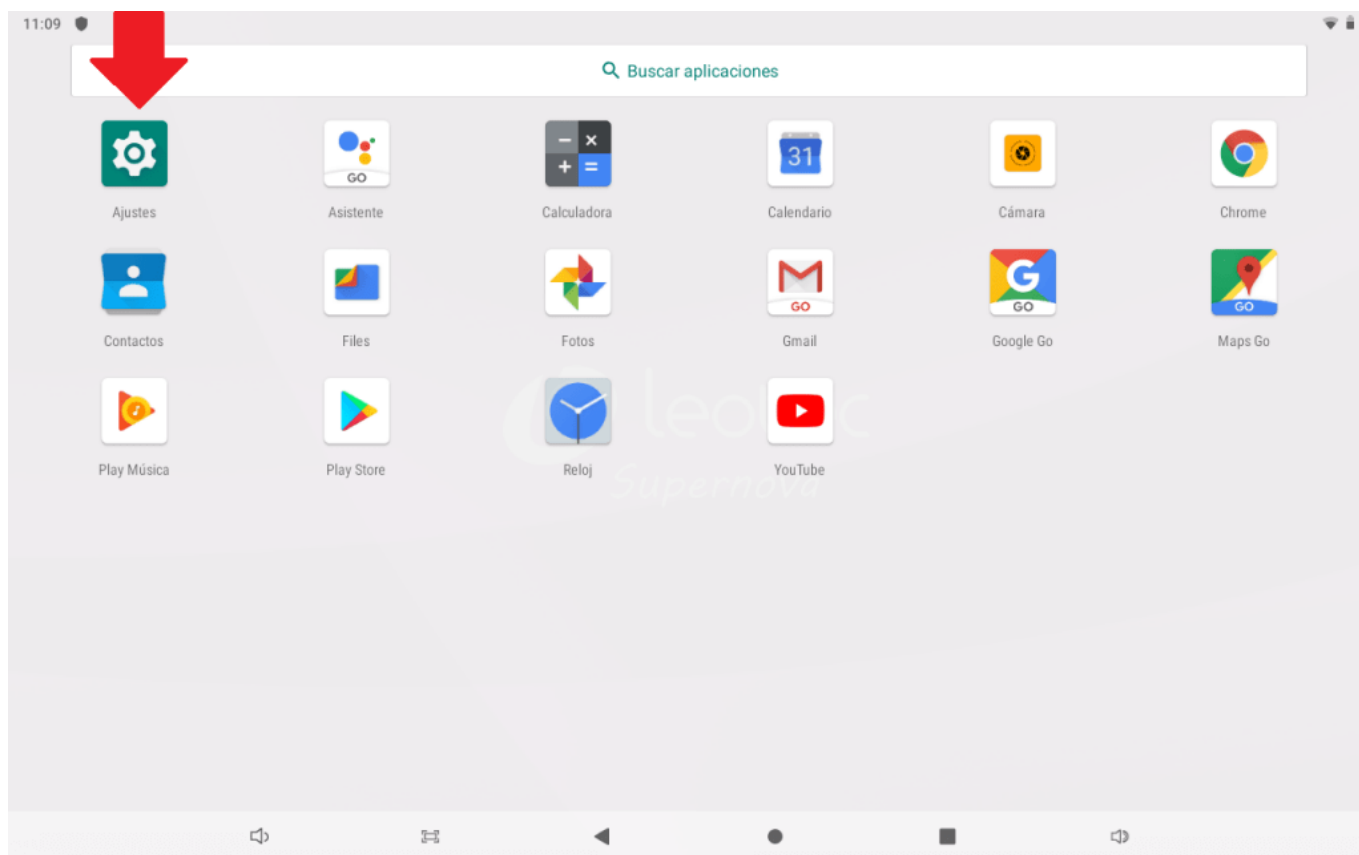 11:09
Buscar aplicaciones
Ajustes
Asistente
Calculadora
Calendario
Cámara
Chrome
GO
31
Contactos
Files
Fotos
Gmail
Google Go
Maps Go
GO
G
GO
GO
Play Música
Play Store
Reloj
YouTube
Supernova